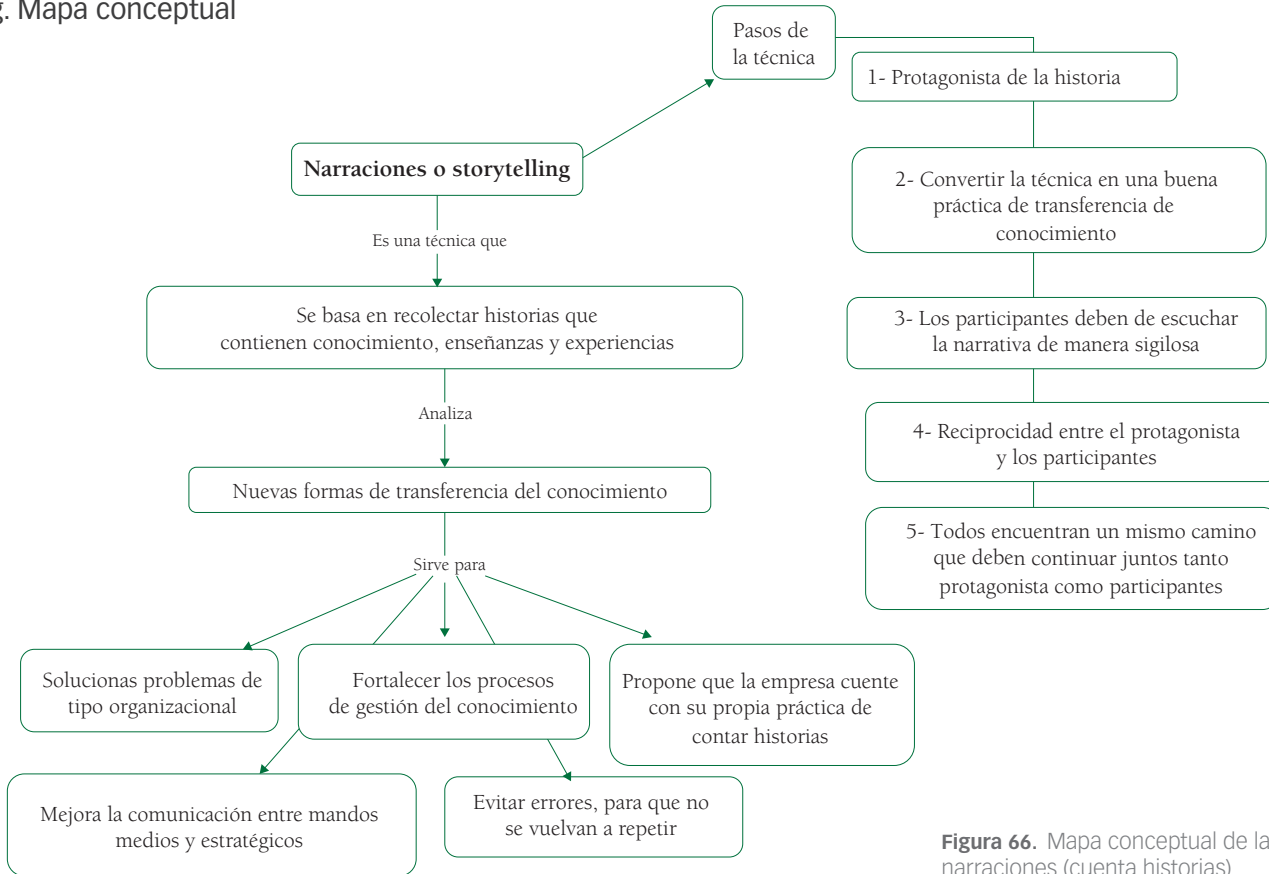 g. Mapa conceptual
Pasos de
la técnica
1- Protagonista de la historia
Narraciones o storytelling
2- Convertir la técnica en una buena
práctica de transferencia de
conocimiento
Es una técnica que
Se basa en recolectar historias que
contienen conocimiento, enseñanzas y experiencias
3- Los participantes deben de escuchar
la narrativa de manera sigilosa
Analiza
4- Reciprocidad entre el protagonista
y los participantes
Nuevas formas de transferencia del conocimiento
5- Todos encuentran un mismo camino
que deben continuar juntos tanto
protagonista como participantes
Sirve para
Solucionas problemas de
tipo organizacional
Fortalecer los procesos
de gestión del conocimiento
Propone que la empresa cuente
con su propia práctica de
contar historias
Mejora la comunicación entre mandos
medios y estratégicos
Evitar errores, para que no
se vuelvan a repetir
Figura 66. Mapa conceptual de la
narraciones (cuenta historias)